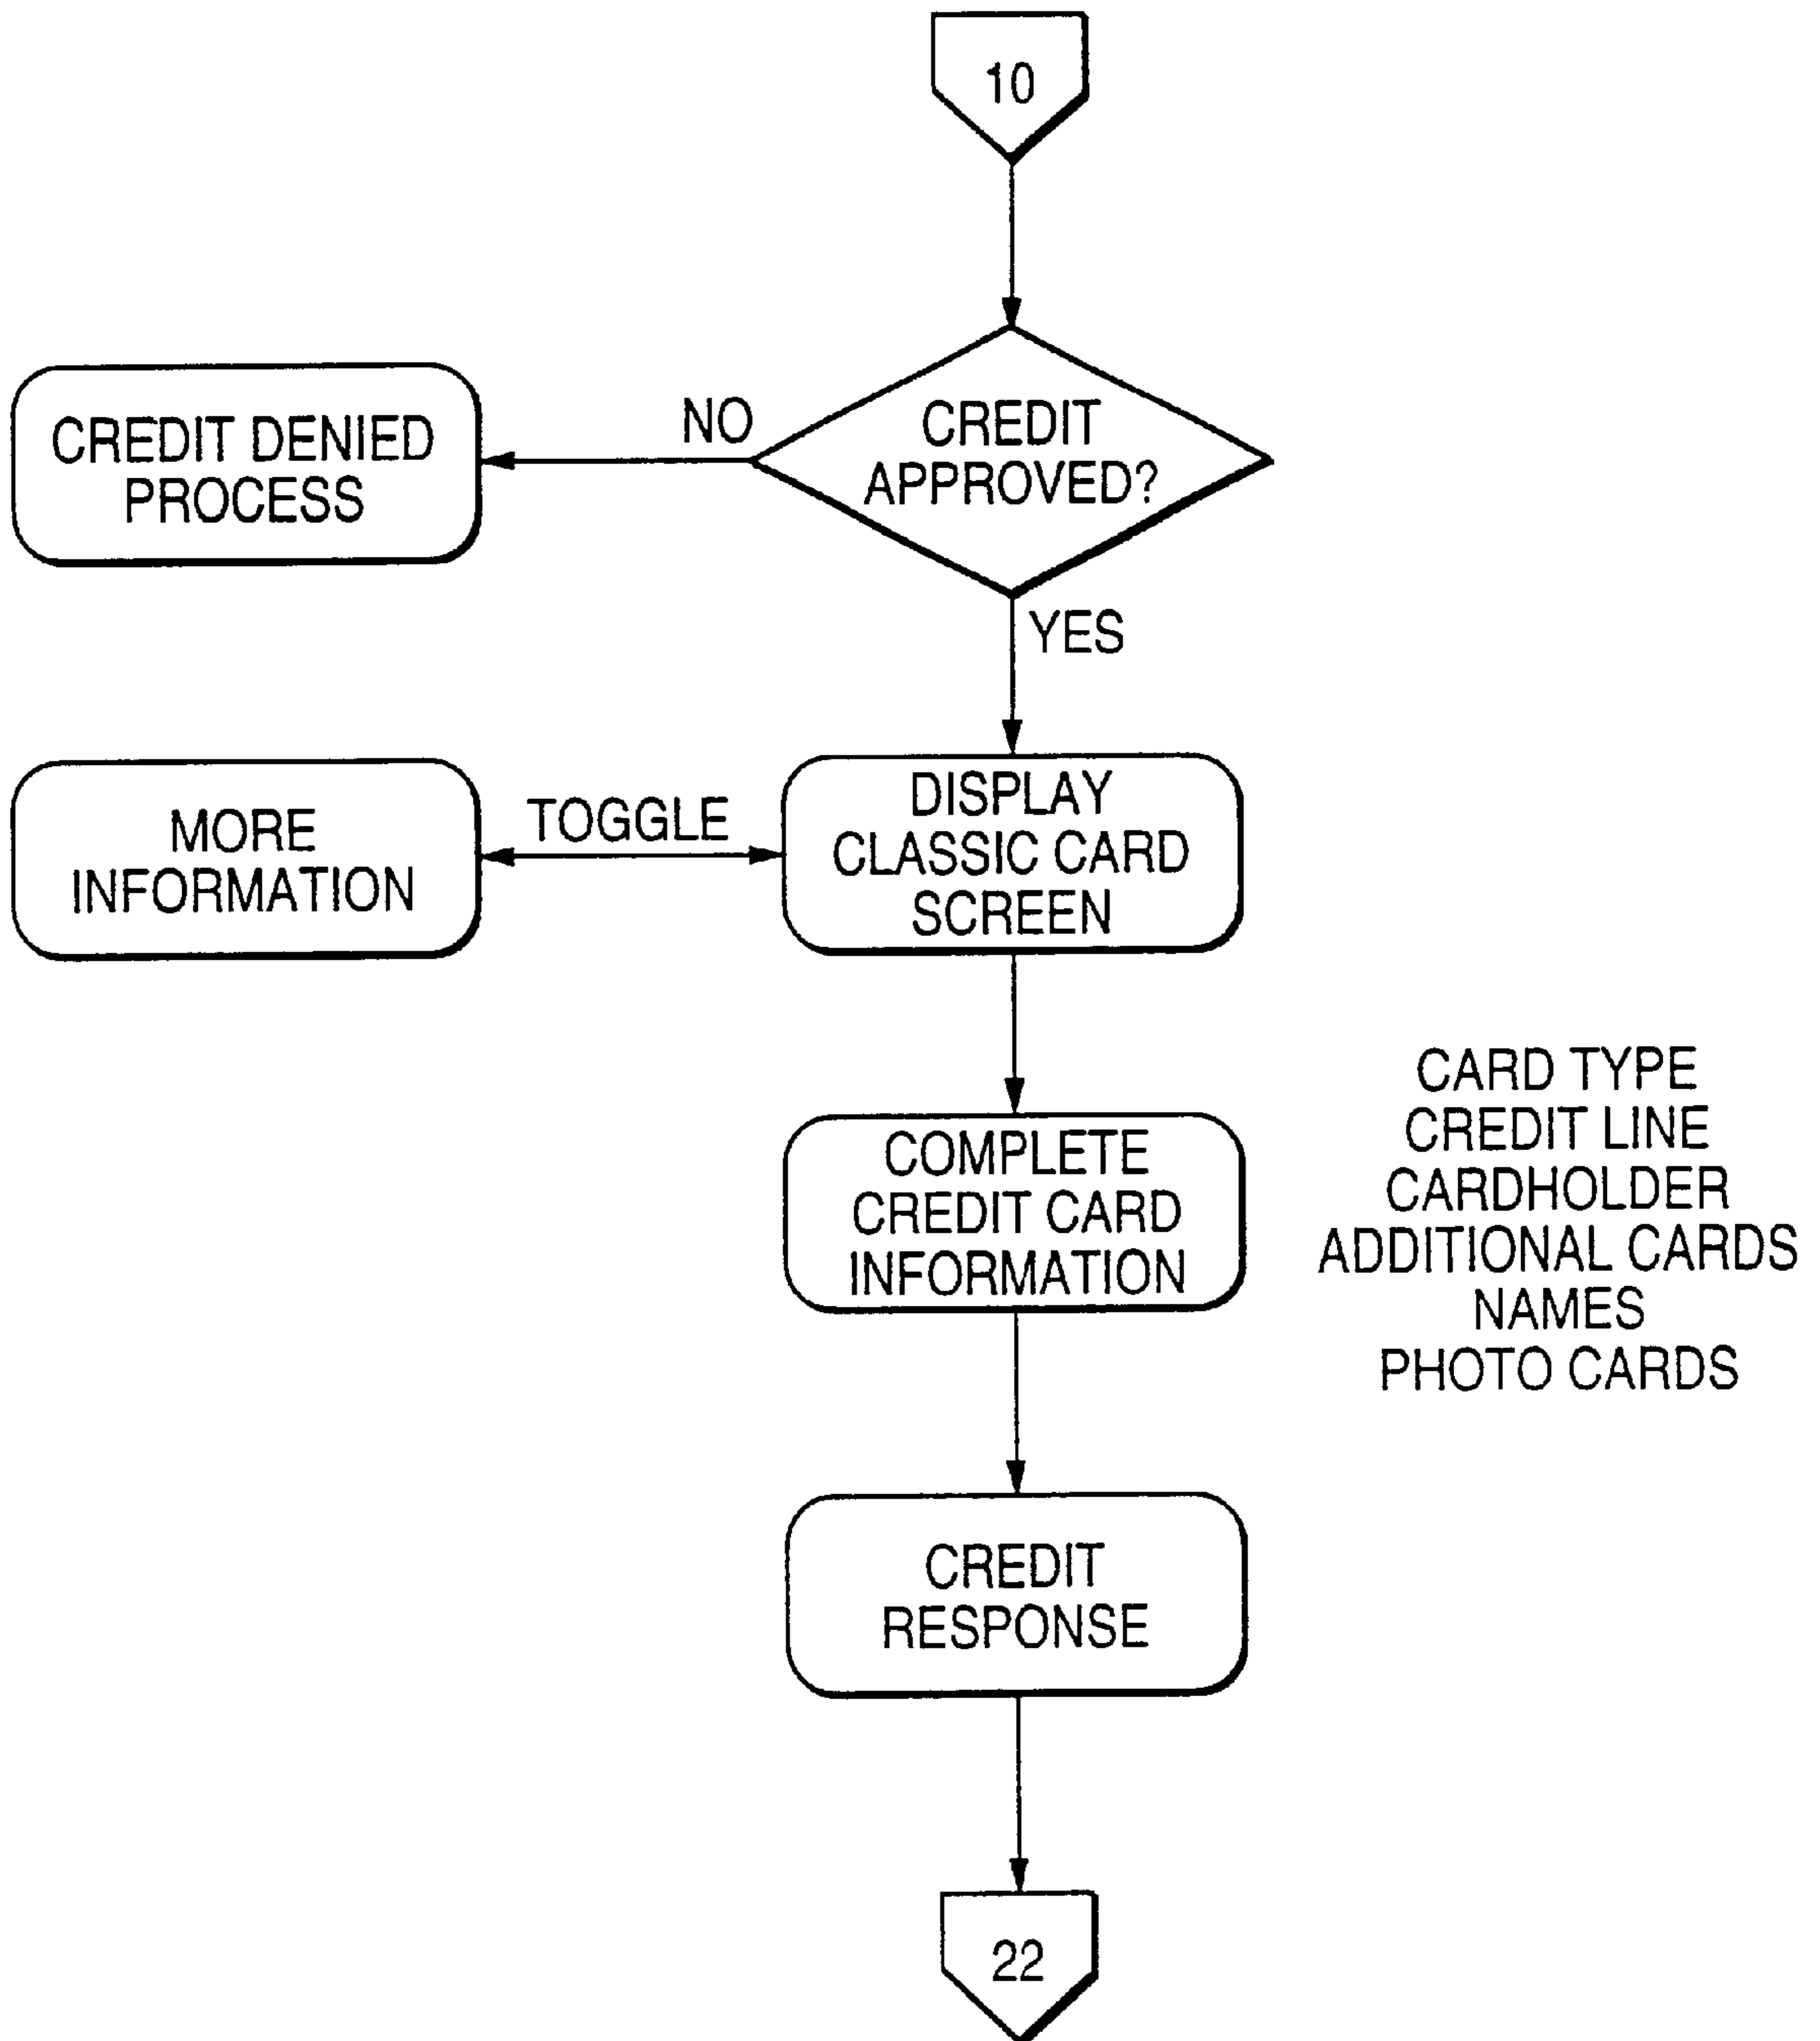 10
CREDIT
APPROVED?
NO
CREDIT DENIED
PROCESS
YES
DISPLAY
CLASSIC CARD
SCREEN
TOGGLE
MORE
INFORMATION
COMPLETE
CREDIT CARD
INFORMATION
CARD TYPE
CREDIT LINE
CARDHOLDER
ADDITIONAL CARDS
NAMES
PHOTO CARDS
CREDIT
RESPONSE
22